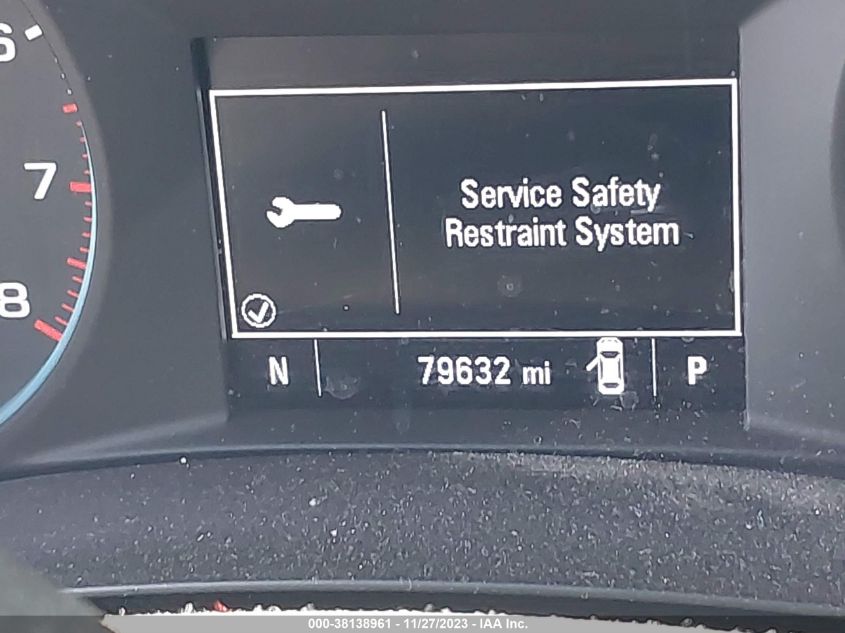 6
7
8
Service Safety
Restraint System
N
79632 mi
P
000-38138961 - 11/27/2023 - IAA Inc.